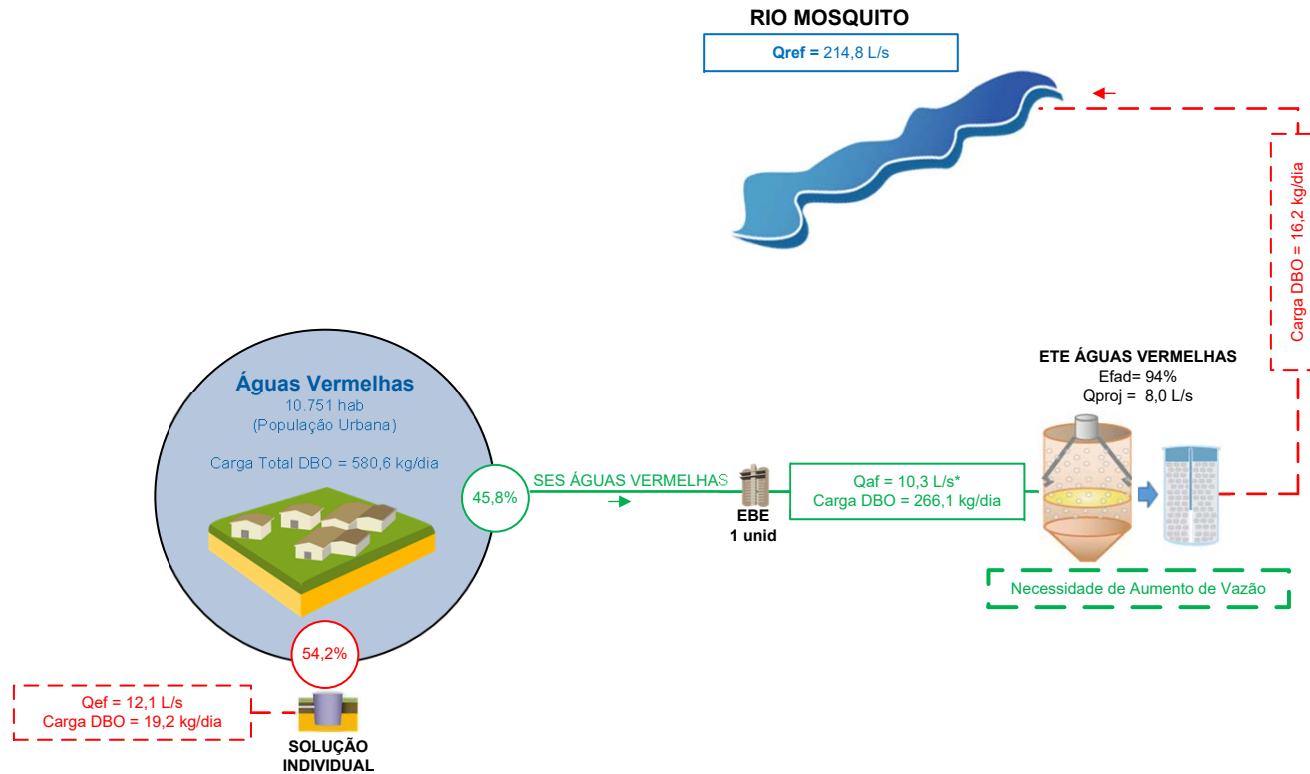 RIO MOSQUITO
Qref = 214,8 L/s
Carga DBO = 16,2 kg/dia
ETE ÁGUAS VERMELHAS
Efad= 94%
Qproj = 8,0 L/s
Águas Vermelhas
10.751 hab
(População Urbana)
Carga Total DBO = 580,6 kg/dia
45,8%
SES ÁGUAS VERMELHAS
EBE
1 unid
Qaf = 10,3 L/s*
Carga DBO = 266,1 kg/dia
Necessidade de Aumento de Vazão
54,2%
Qef = 12,1 L/s
Carga DBO = 19,2 kg/dia
SOLUÇÃO
INDIVIDUAL